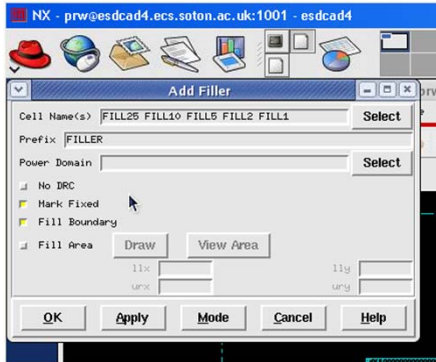 NX - prw@esdcad4.ecs.soton.ac.uk:1001 - esdcad4
Add Filler
Cell Name(s) FILL25 FILL10 FILL5 FILL2 FILL1 Select
Prefix FILLER
Power Domain Select
No DRC
Mark Fixed
Fill Boundary
Fill Area Draw View Area
llx lly
urx ury
OK Apply Mode Cancel Help